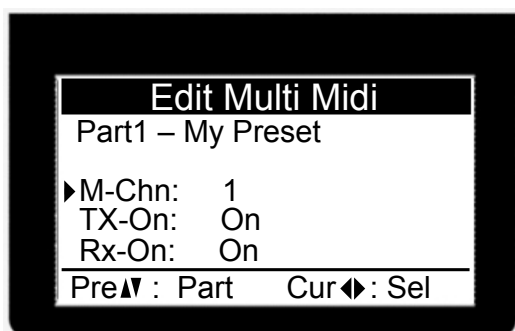 Edit Multi Midi
Part1 – My Preset
M-Chn: 1
TX-On: On
Rx-On: On
Pre▲▼ : Part Cur◀▶: Sel